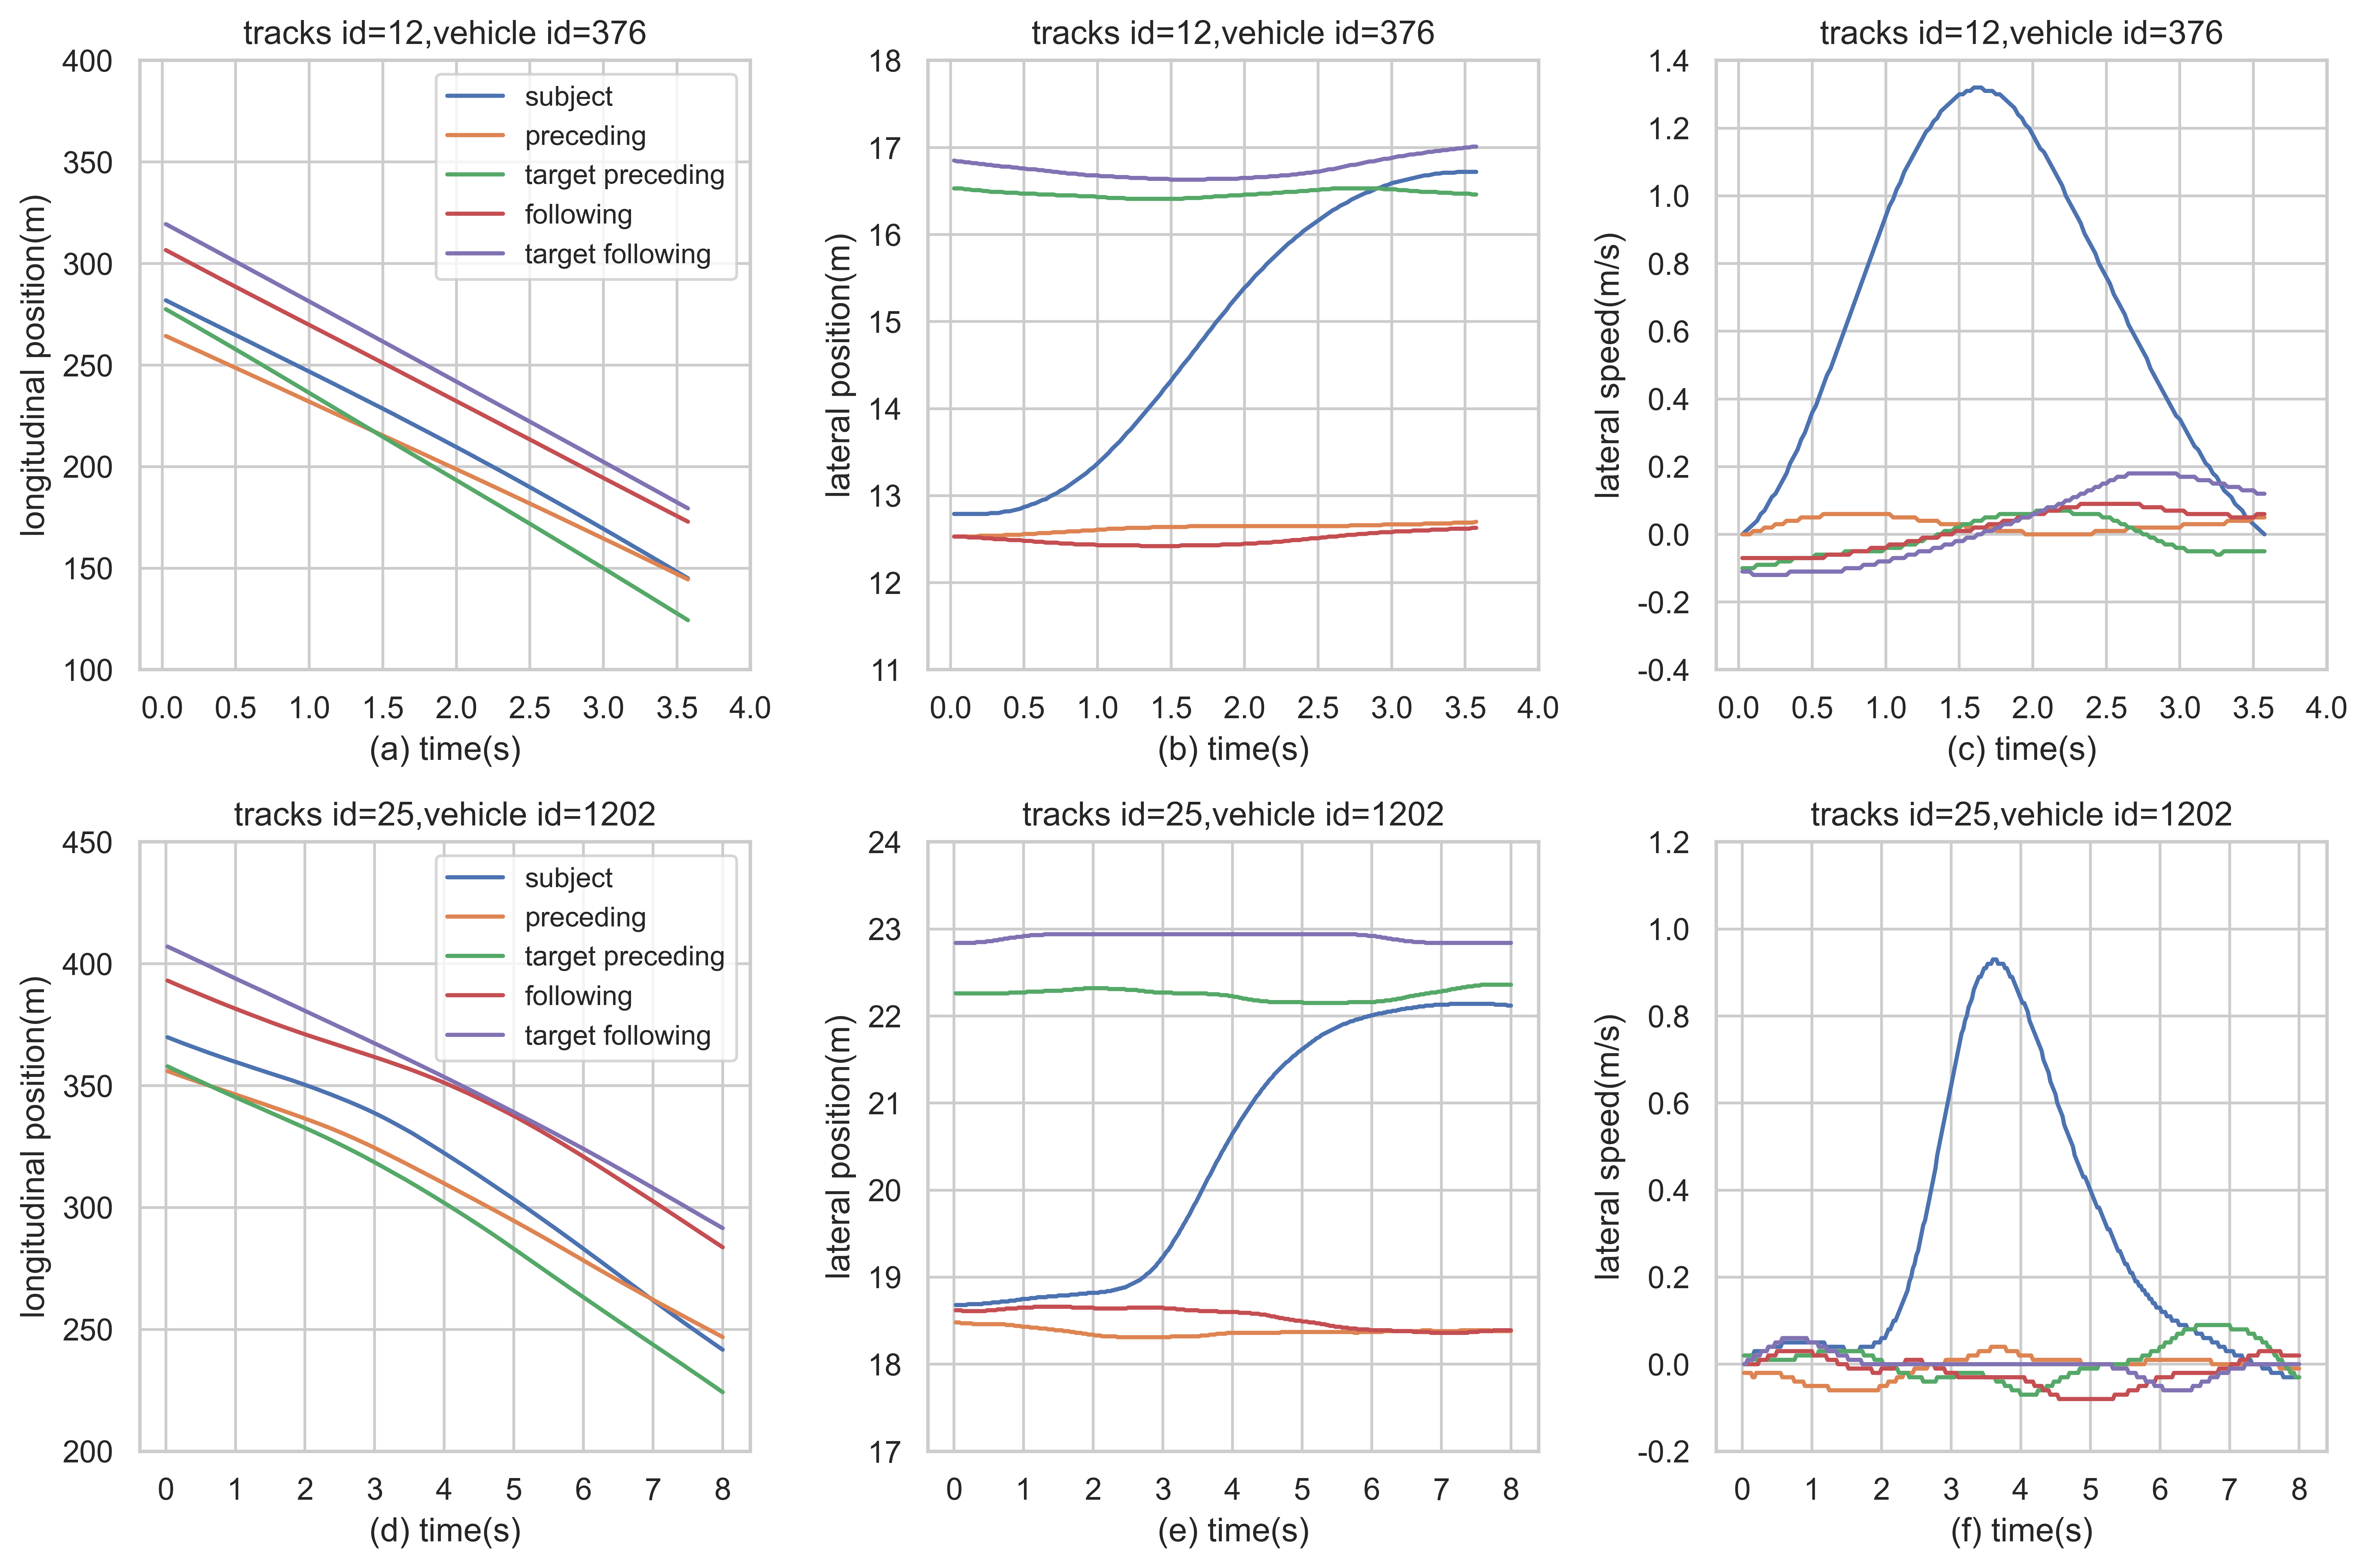 tracks id=12,vehicle id=376
400
350
300
250
200
150
100
longitudinal position(m)
subject
preceding
target preceding
following
target following
0.0 0.5 1.0 1.5 2.0 2.5 3.0 3.5 4.0
(a) time(s)
tracks id=12,vehicle id=376
18
17
16
15
14
13
12
11
lateral position(m)
0.0 0.5 1.0 1.5 2.0 2.5 3.0 3.5 4.0
(b) time(s)
tracks id=12,vehicle id=376
1.4
1.2
1.0
0.8
0.6
0.4
0.2
0.0
-0.2
-0.4
lateral speed(m/s)
0.0 0.5 1.0 1.5 2.0 2.5 3.0 3.5 4.0
(c) time(s)
tracks id=25,vehicle id=1202
450
400
350
300
250
200
longitudinal position(m)
subject
preceding
target preceding
following
target following
0 1 2 3 4 5 6 7 8
(d) time(s)
tracks id=25,vehicle id=1202
24
23
22
21
20
19
18
17
lateral position(m)
0 1 2 3 4 5 6 7 8
(e) time(s)
tracks id=25,vehicle id=1202
1.2
1.0
0.8
0.6
0.4
0.2
0.0
-0.2
lateral speed(m/s)
0 1 2 3 4 5 6 7 8
(f) time(s)